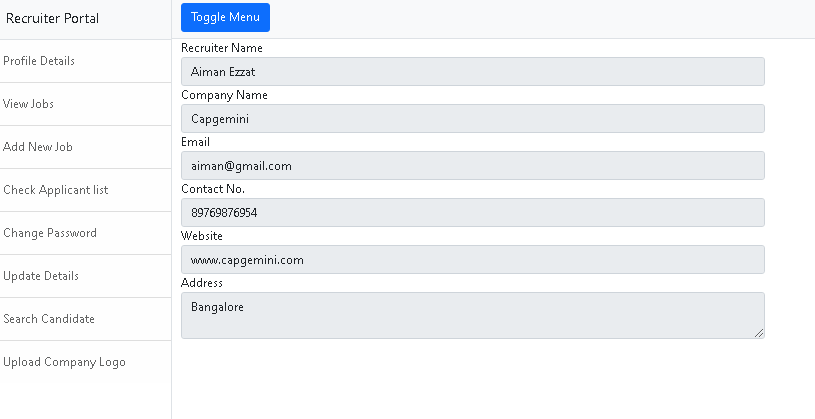 Recruiter Portal
Toggle Menu
Profile Details
View Jobs
Add New Job
Check Applicant list
Change Password
Update Details
Search Candidate
Upload Company Logo
Recruiter Name
Aiman Ezzat
Company Name
Capgemini
Email
aiman@gmail.com
Contact No.
89769876954
Website
www.capgemini.com
Address
Bangalore